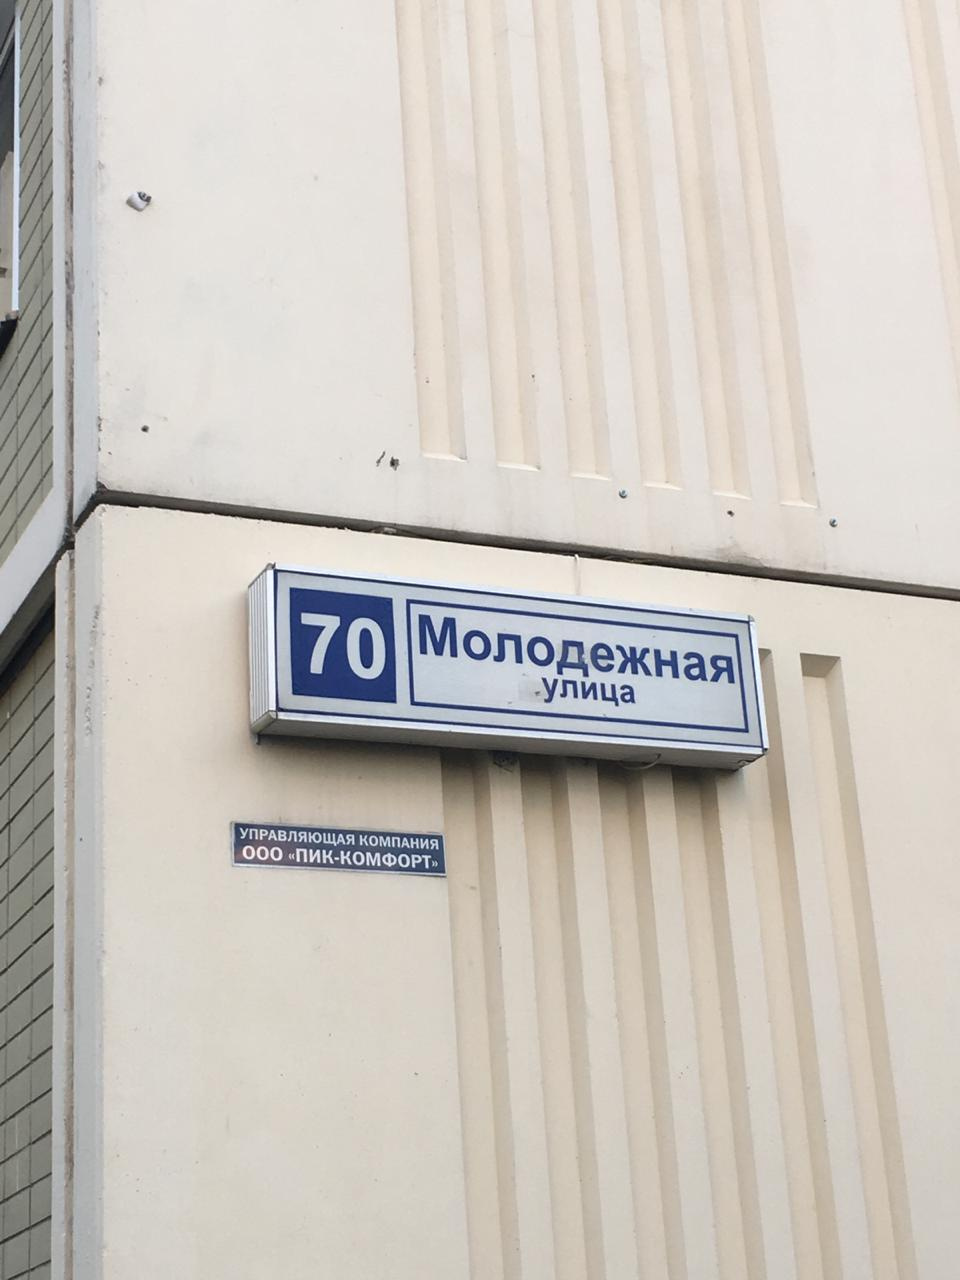 70
Молодежная
улица
УПРАВЛЯЮЩАЯ КОМПАНИЯ
ООО «ПИК-КОМФОРТ»